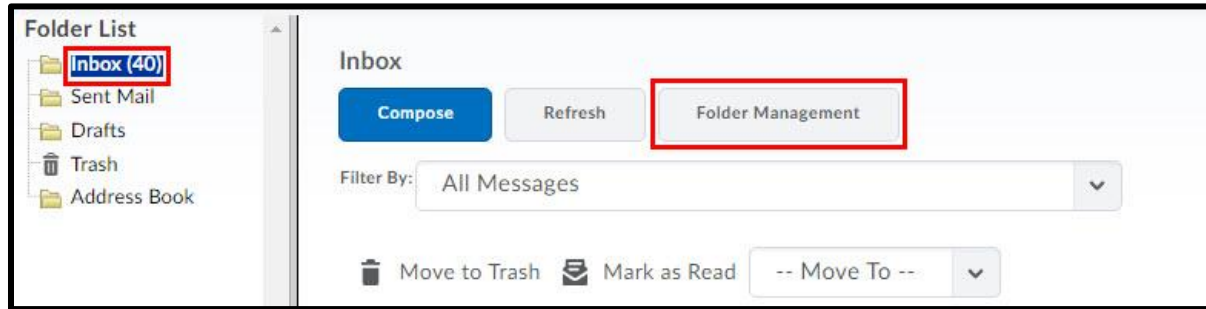 Folder List
Inbox (40)
Sent Mail
Drafts
Trash
Address Book
Inbox
Compose Refresh Folder Management
Filter By: All Messages
Move to Trash Mark as Read -- Move To --